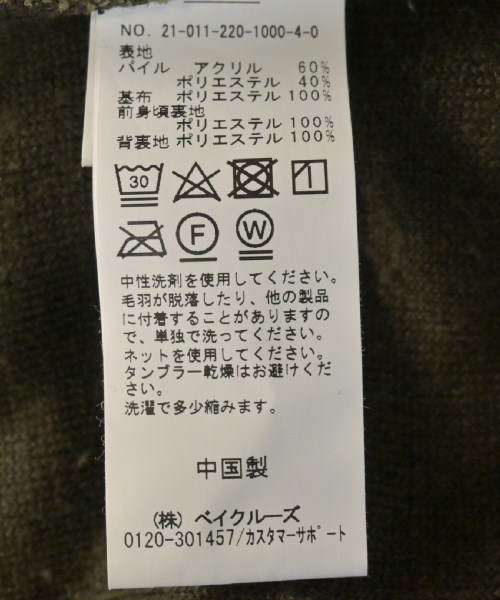 NO. 21-011-220-1000-4-0
表地
パイル アクリル 60%
ポリエステル 40%
基布 ポリエステル 100%
前身頃裏地
ポリエステル 100%
背裏地 ポリエステル 100%
30
F W
中性洗剤を使用してください。
毛羽が脱落したり、他の製品
に付着することがありますの
で、単独で洗ってください。
ネットを使用してください。
タンブラー乾燥はお避けくだ
さい。
洗濯で多少縮みます。
中国製
(株) ベイクルーズ
0120-301457/カスタマーサポート